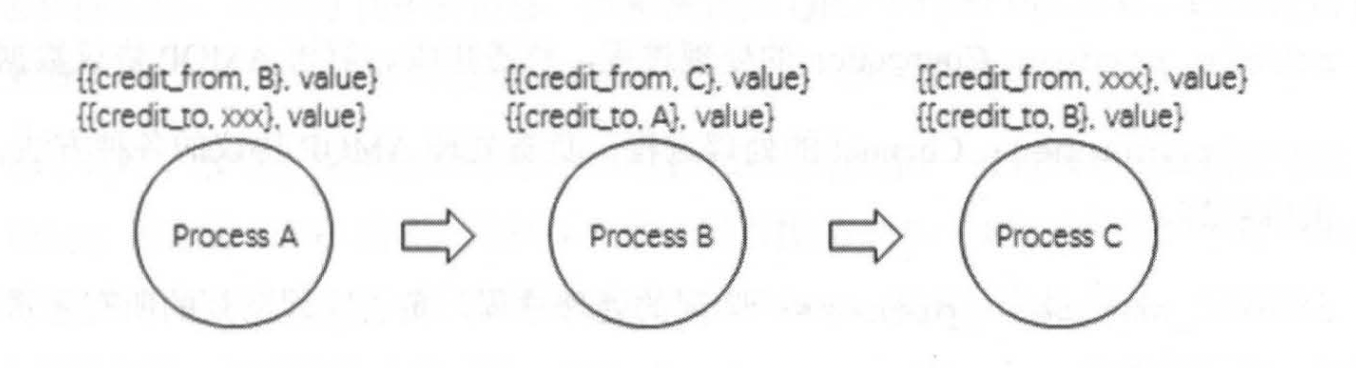 {{credit_from, B}, value}
{{credit_to, xxx}, value}
Process A
{{credit_from, C}, value}
{{credit_to, A}, value}
Process B
{{credit_from, xxx}, value}
{{credit_to, B}, value}
Process C